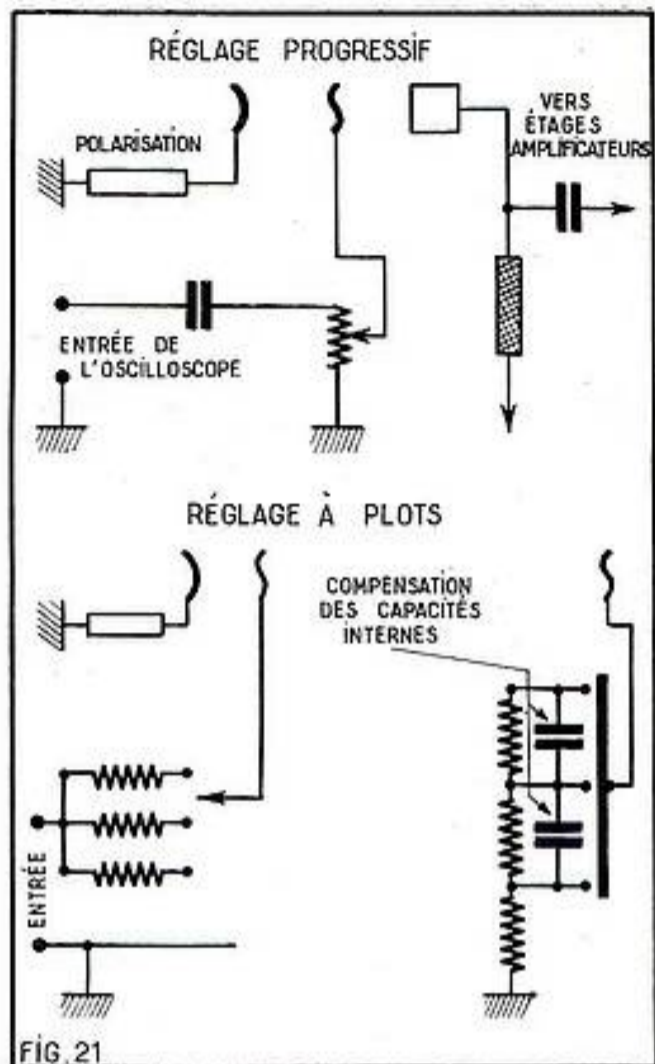 RÉGLAGE PROGRESSIF
POLARISATION
VERS
ÉTAGES
AMPLIFICATEURS
ENTRÉE DE
L'OSCILLOSCOPE
RÉGLAGE À PLOTS
COMPENSATION
DES CAPACITÉS
INTERNES
ENTRÉE
FIG. 21